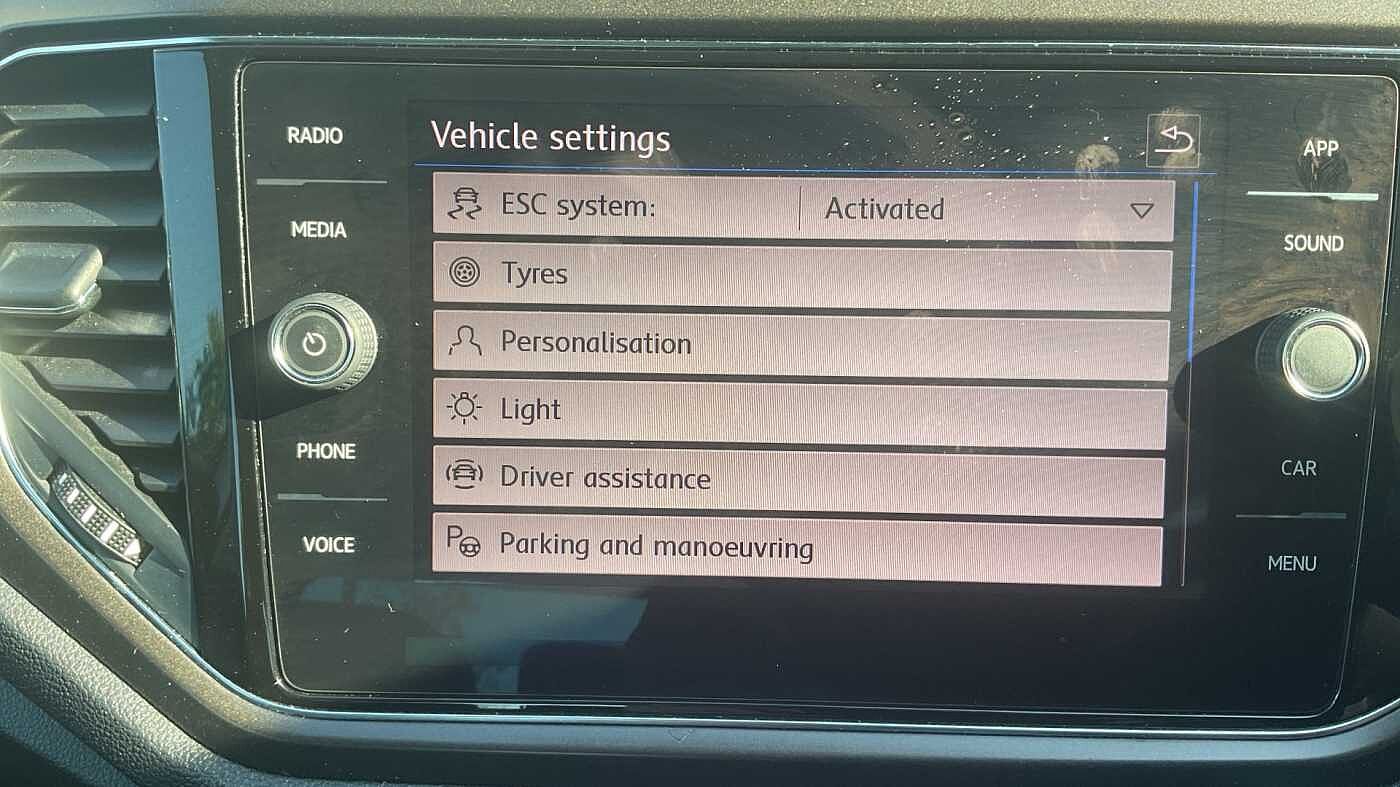 RADIO
MEDIA
PHONE
VOICE
Vehicle settings
ESC system: Activated
Tyres
Personalisation
Light
Driver assistance
Parking and manoeuvring
APP
SOUND
CAR
MENU